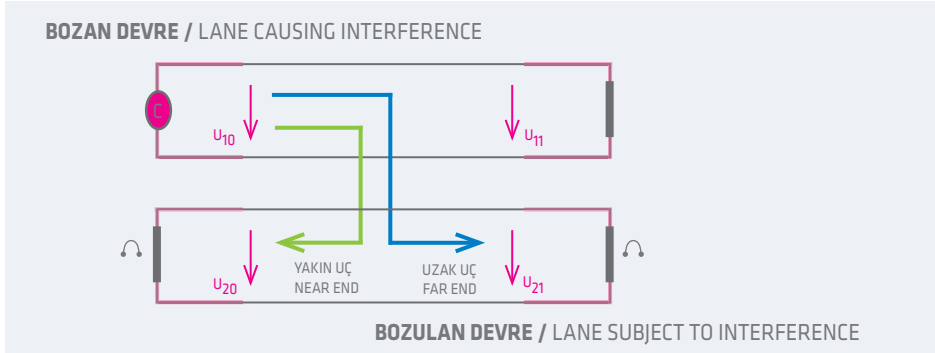 BOZAN DEVRE / LANE CAUSING INTERFERENCE
C
U10
U11
YAKIN UÇ
NEAR END
UZAK UÇ
FAR END
U20
U21
BOZULAN DEVRE / LANE SUBJECT TO INTERFERENCE